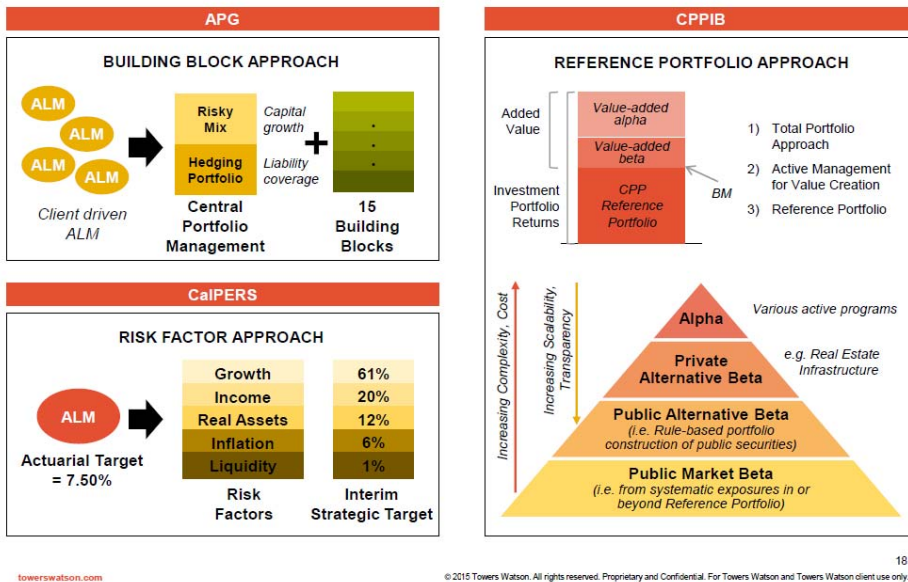 APG
BUILDING BLOCK APPROACH
ALM
ALM
ALM
ALM
Client driven
ALM
Risky
Mix
Hedging
Portfolio
Capital
growth
Liability
coverage
+
Central
Portfolio
Management
15
Building
Blocks
CalPERS
RISK FACTOR APPROACH
ALM
Actuarial Target
= 7.50%
Growth 61%
Income 20%
Real Assets 12%
Inflation 6%
Liquidity 1%
Risk
Factors
Interim
Strategic Target
CPPIB
REFERENCE PORTFOLIO APPROACH
Added
Value
Investment
Portfolio
Returns
Value-added
alpha
Value-added
beta
CPP
Reference
Portfolio
BM
1) Total Portfolio
Approach
2) Active Management
for Value Creation
3) Reference Portfolio
Increasing Complexity, Cost
Increasing Scalability,
Transparency
Alpha
Various active programs
Private
Alternative Beta
e.g. Real Estate
Infrastructure
Public Alternative Beta
(i.e. Rule-based portfolio
construction of public securities)
Public Market Beta
(i.e. from systematic exposures in or
beyond Reference Portfolio)
18
towerswatson.com
© 2015 Towers Watson. All rights reserved. Proprietary and Confidential. For Towers Watson and Towers Watson client use only.